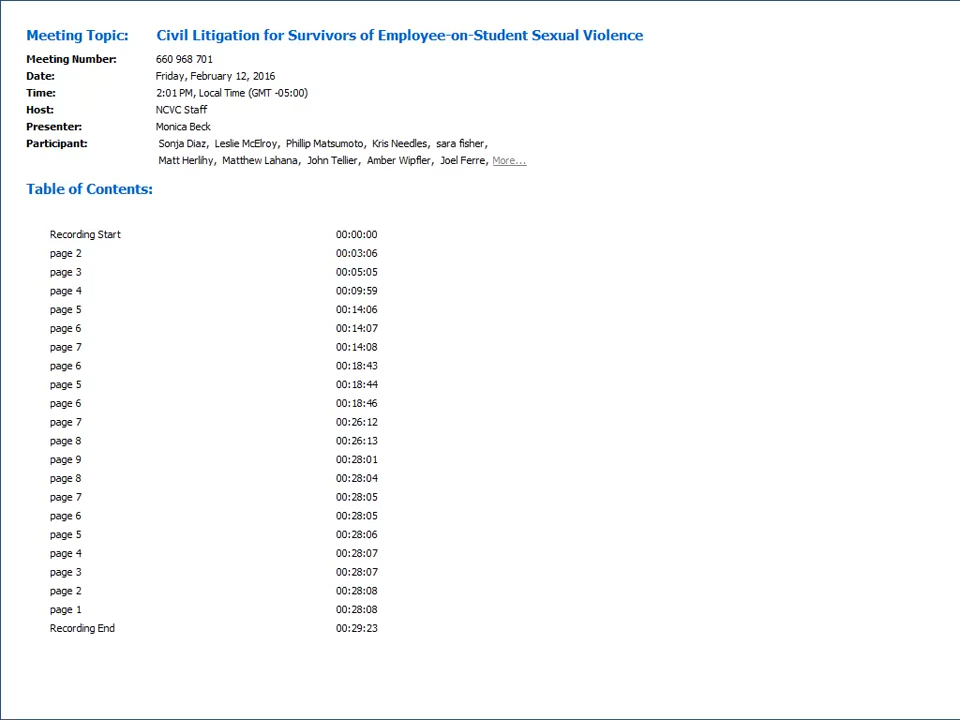 Meeting Topic: Civil Litigation for Survivors of Employee-on-Student Sexual Violence
Meeting Number: 660 968 701
Date: Friday, February 12, 2016
Time: 2:01 PM, Local Time (GMT -05:00)
Host: NCVC Staff
Presenter: Monica Beck
Participant: Sonja Diaz, Leslie McElroy, Phillip Matsumoto, Kris Needles, sara fisher,
Matt Herlihy, Matthew Lahana, John Tellier, Amber Wipfler, Joel Ferre, More...
Table of Contents:
Recording Start 00:00:00
page 2 00:03:06
page 3 00:05:05
page 4 00:09:59
page 5 00:14:06
page 6 00:14:07
page 7 00:14:08
page 6 00:18:43
page 5 00:18:44
page 6 00:18:46
page 7 00:26:12
page 8 00:26:13
page 9 00:28:01
page 8 00:28:04
page 7 00:28:05
page 6 00:28:05
page 5 00:28:06
page 4 00:28:07
page 3 00:28:07
page 2 00:28:08
page 1 00:28:08
Recording End 00:29:23